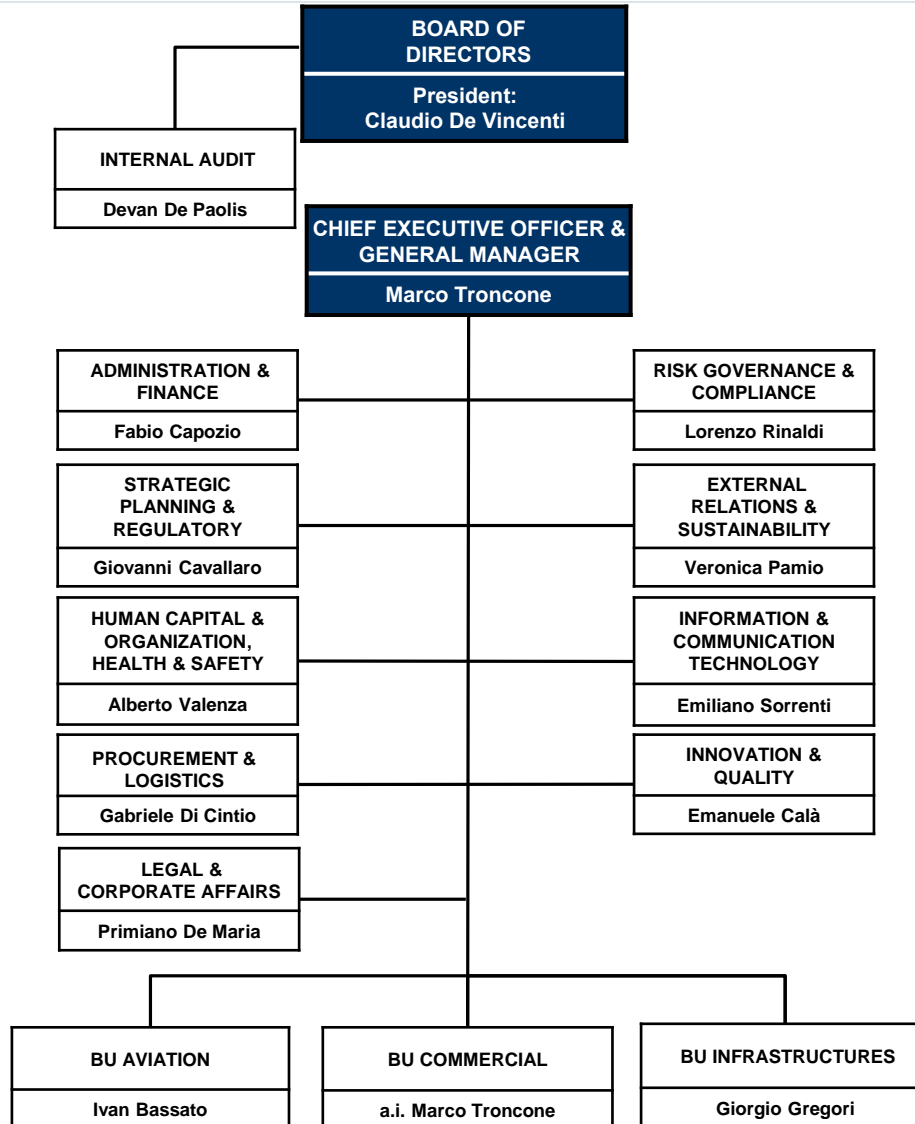 BOARD OF
DIRECTORS
President:
Claudio De Vincenti
INTERNAL AUDIT
Devan De Paolis
CHIEF EXECUTIVE OFFICER &
GENERAL MANAGER
Marco Troncone
ADMINISTRATION &
FINANCE
Fabio Capozio
RISK GOVERNANCE &
COMPLIANCE
Lorenzo Rinaldi
STRATEGIC
PLANNING &
REGULATORY
Giovanni Cavallaro
EXTERNAL
RELATIONS &
SUSTAINABILITY
Veronica Pamio
HUMAN CAPITAL &
ORGANIZATION,
HEALTH & SAFETY
Alberto Valenza
INFORMATION &
COMMUNICATION
TECHNOLOGY
Emiliano Sorrenti
PROCUREMENT &
LOGISTICS
Gabriele Di Cintio
INNOVATION &
QUALITY
Emanuele Calà
LEGAL &
CORPORATE AFFAIRS
Primiano De Maria
BU AVIATION
Ivan Bassato
BU COMMERCIAL
a.i. Marco Troncone
BU INFRASTRUCTURES
Giorgio Gregori